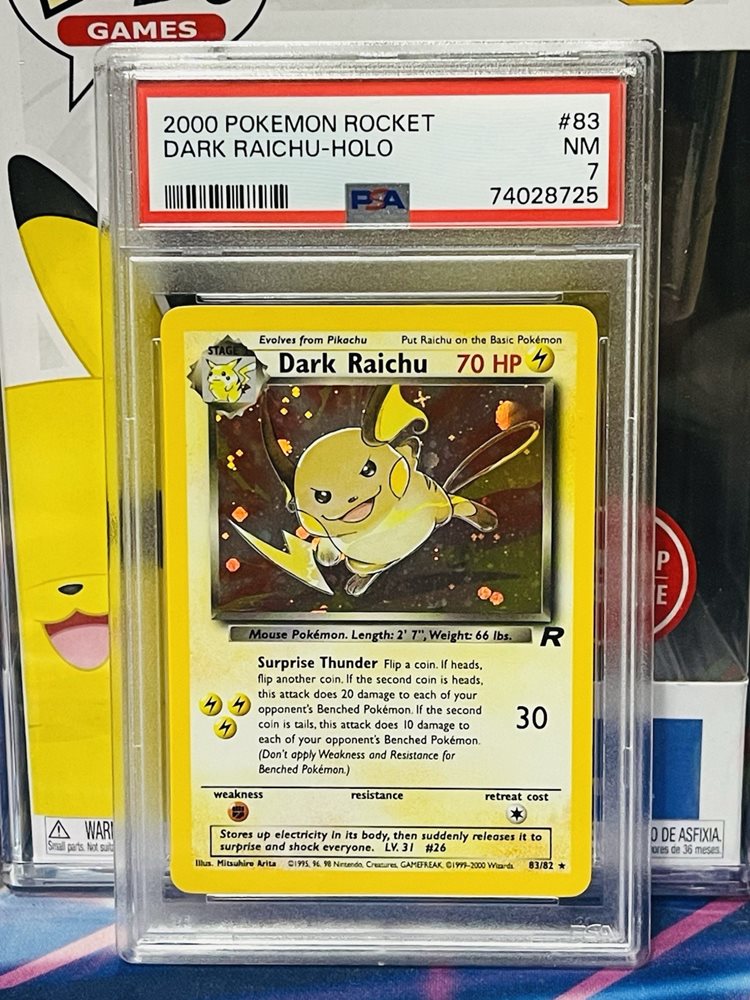 GAMES
2000 POKEMON ROCKET #83
DARK RAICHU-HOLO NM
7
PSA 74028725
Evolves from Pikachu Put Raichu on the Basic Pokémon
STAGE 1
Dark Raichu 70 HP
Mouse Pokémon. Length: 2' 7", Weight: 66 lbs.
R
Surprise Thunder Flip a coin. If heads,
flip another coin. If the second coin is heads,
this attack does 20 damage to each of your
opponent's Benched Pokémon. If the second
coin is tails, this attack does 10 damage to
each of your opponent's Benched Pokémon.
(Don't apply Weakness and Resistance for
Benched Pokémon.)
30
weakness resistance retreat cost
Stores up electricity in its body, then suddenly releases it to
surprise and shock everyone. LV. 31 #26
Illus. Mitsuhiro Arita ©1995, 96, 98 Nintendo, Creatures, GAMEFREAK. ©1999-2000 Wizards. 83/82 ★
WAR
Small parts. Not
O DE ASFIXIA.
ores de 36 meses.
PSA